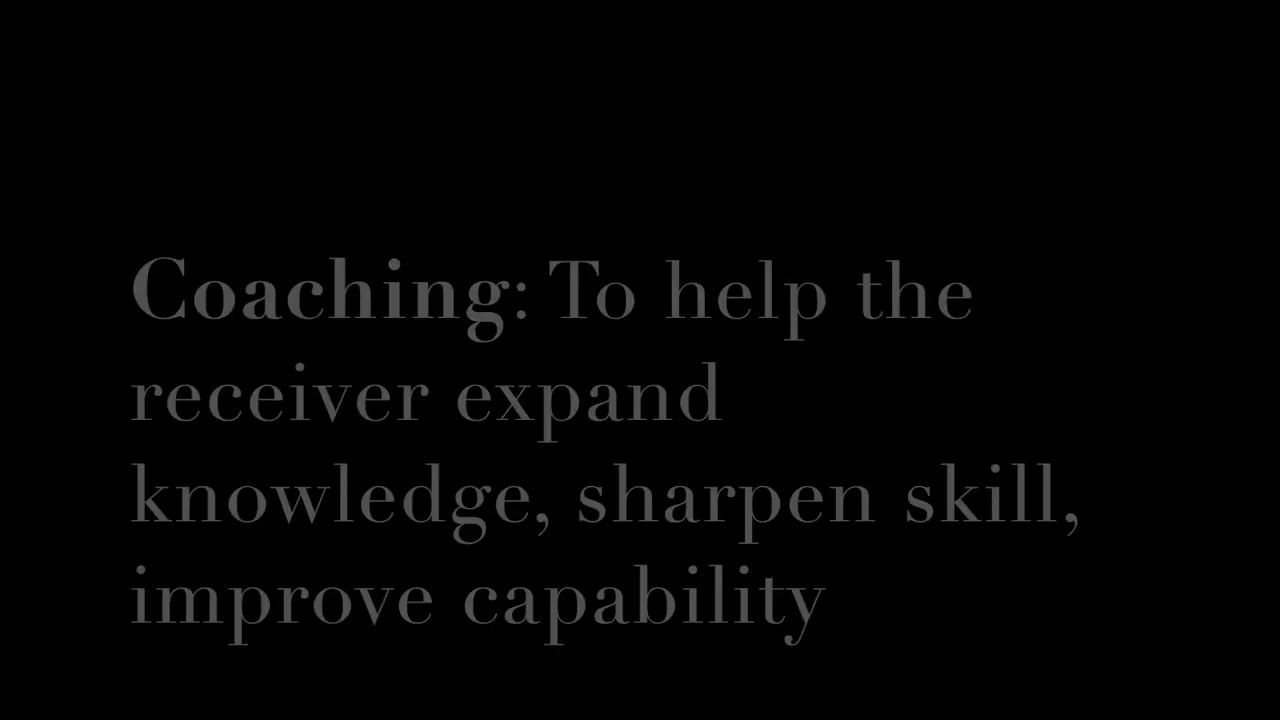 Coaching: To help the
receiver expand
knowledge, sharpen skill,
improve capability